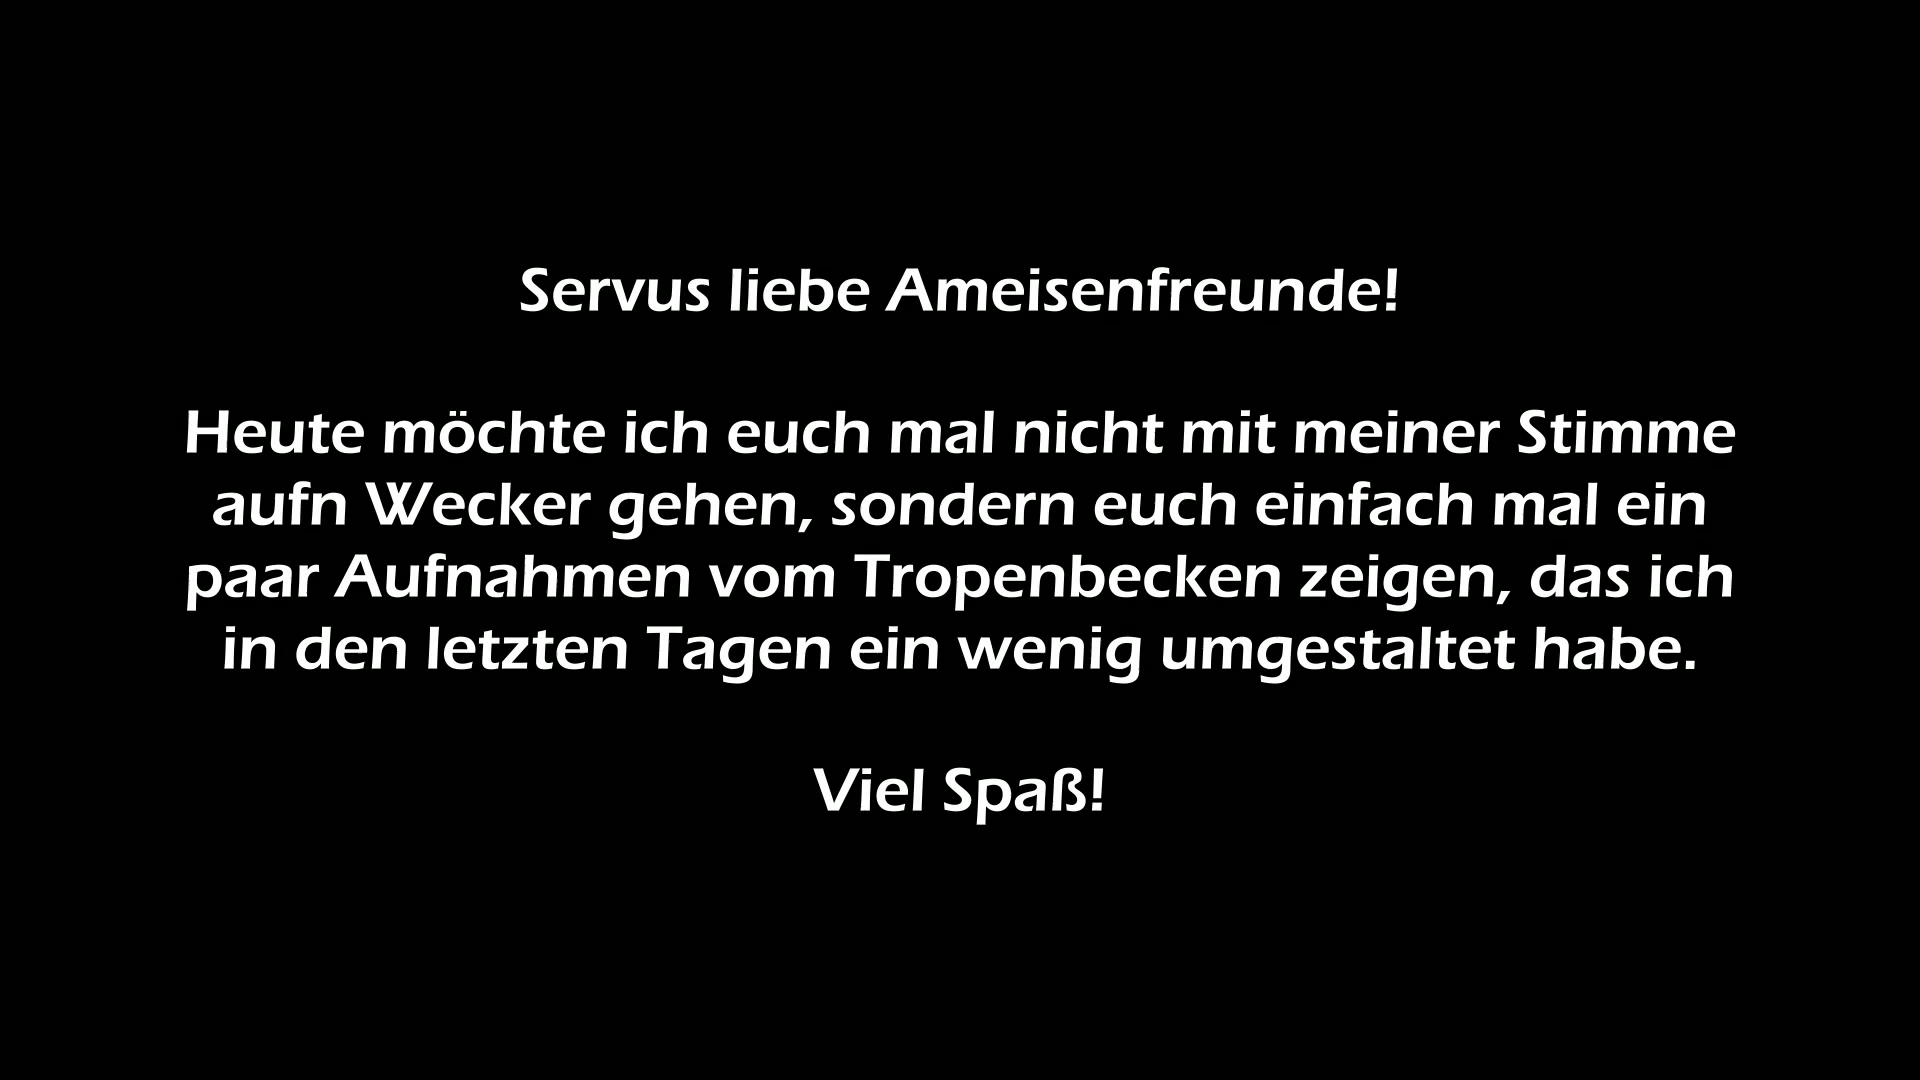 Servus liebe Ameisenfreunde!
Heute möchte ich euch mal nicht mit meiner Stimme
aufn Wecker gehen, sondern euch einfach mal ein
paar Aufnahmen vom Tropenbecken zeigen, das ich
in den letzten Tagen ein wenig umgestaltet habe.
Viel Spaß!